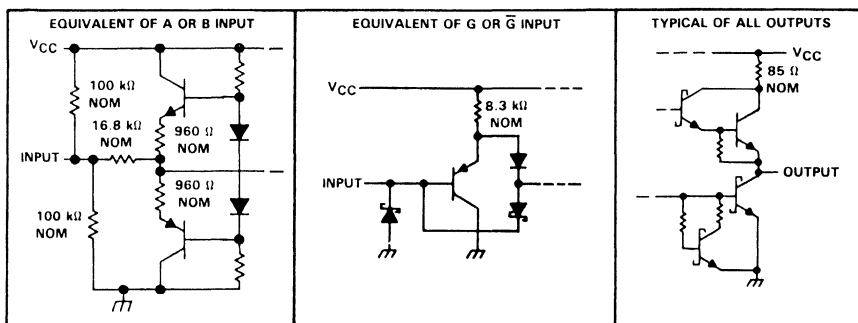 EQUIVALENT OF A OR B INPUT
VCC
100 kΩ
NOM
16.8 kΩ
NOM
960 Ω
NOM
INPUT
960 Ω
NOM
100 kΩ
NOM
EQUIVALENT OF G OR G̅ INPUT
VCC
8.3 kΩ
NOM
INPUT
TYPICAL OF ALL OUTPUTS
VCC
85 Ω
NOM
OUTPUT